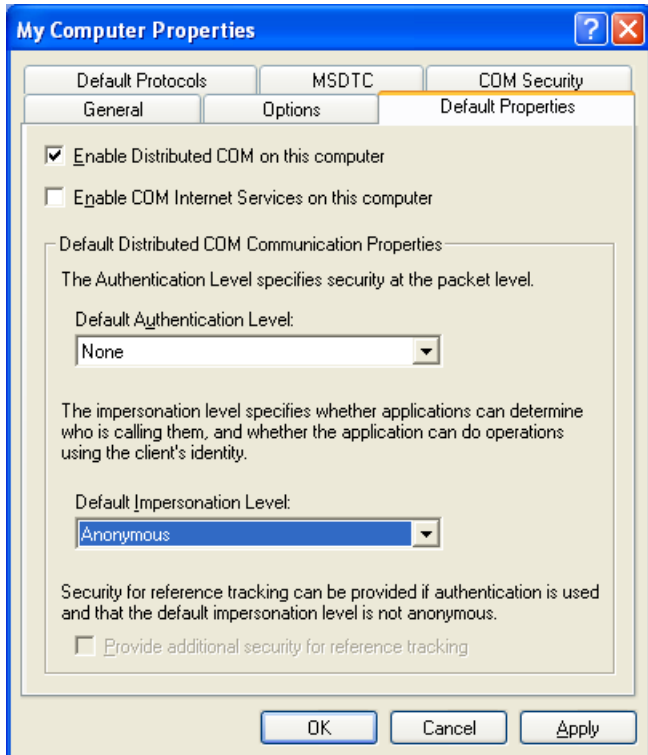 My Computer Properties
Default Protocols MSDTC COM Security
General Options Default Properties
Enable Distributed COM on this computer
Enable COM Internet Services on this computer
Default Distributed COM Communication Properties
The Authentication Level specifies security at the packet level.
Default Authentication Level:
None
The impersonation level specifies whether applications can determine
who is calling them, and whether the application can do operations
using the client's identity.
Default Impersonation Level:
Anonymous
Security for reference tracking can be provided if authentication is used
and that the default impersonation level is not anonymous.
Provide additional security for reference tracking
OK Cancel Apply